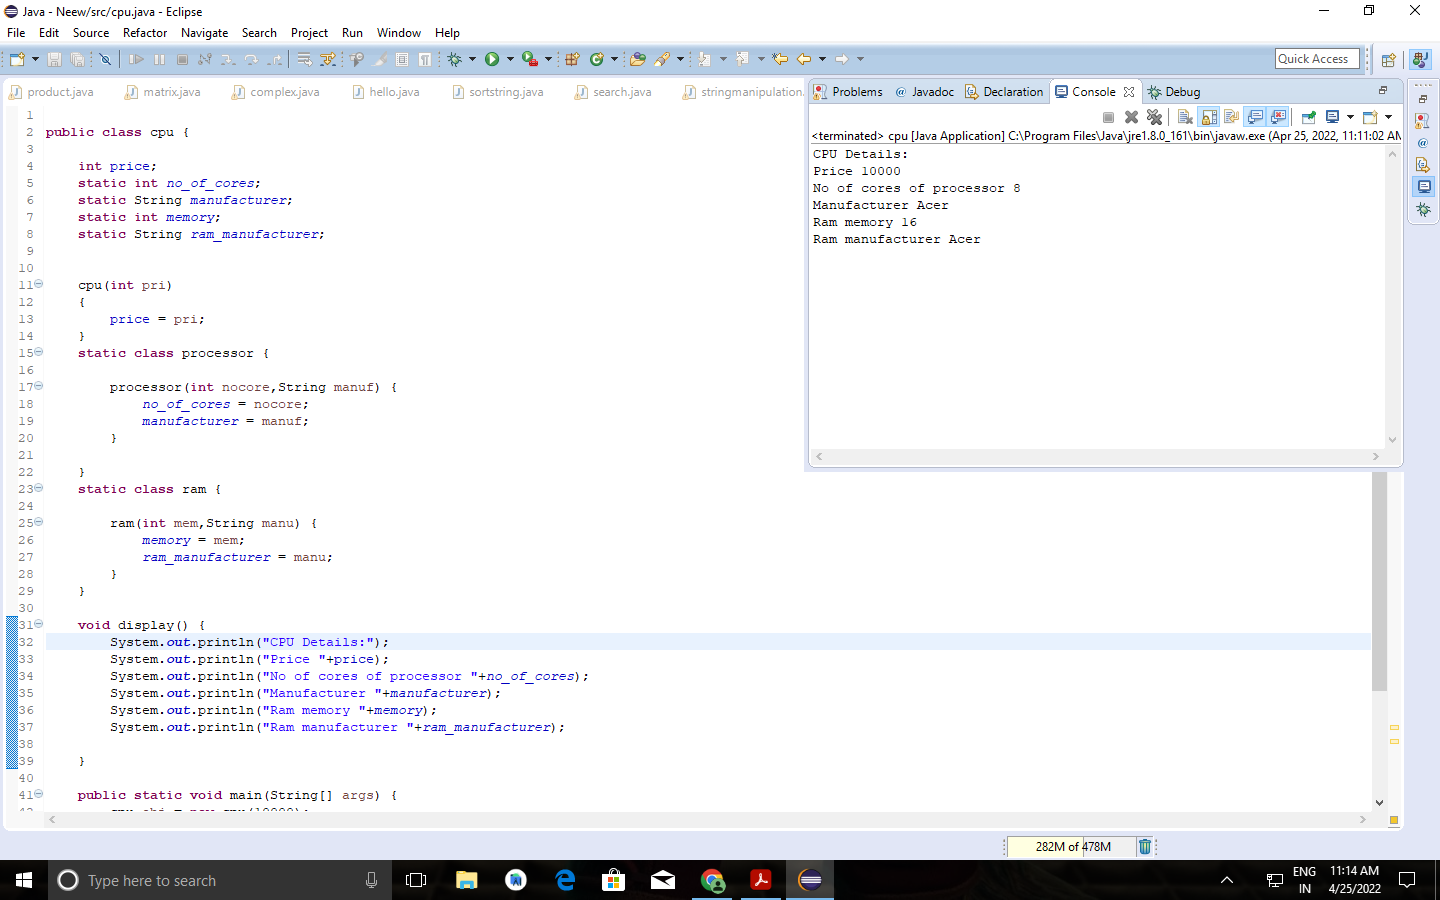 Java - Neew/src/cpu.java - Eclipse
File Edit Source Refactor Navigate Search Project Run Window Help
Quick Access
product.java matrix.java complex.java hello.java sortstring.java search.java stringmanipulation.
1
2 public class cpu {
3
4 int price;
5 static int no_of_cores;
6 static String manufacturer;
7 static int memory;
8 static String ram_manufacturer;
9
10
11 cpu(int pri)
12 {
13 price = pri;
14 }
15 static class processor {
16
17 processor(int nocore,String manuf) {
18 no_of_cores = nocore;
19 manufacturer = manuf;
20 }
21
22 }
23 static class ram {
24
25 ram(int mem,String manu) {
26 memory = mem;
27 ram_manufacturer = manu;
28 }
29 }
30
31 void display() {
32 System.out.println("CPU Details:");
33 System.out.println("Price "+price);
34 System.out.println("No of cores of processor "+no_of_cores);
35 System.out.println("Manufacturer "+manufacturer);
36 System.out.println("Ram memory "+memory);
37 System.out.println("Ram manufacturer "+ram_manufacturer);
38
39 }
40
41 public static void main(String[] args) {
Problems @ Javadoc Declaration Console Debug
<terminated> cpu [Java Application] C:\Program Files\Java\jre1.8.0_161\bin\javaw.exe (Apr 25, 2022, 11:11:02 AM
CPU Details:
Price 10000
No of cores of processor 8
Manufacturer Acer
Ram memory 16
Ram manufacturer Acer
282M of 478M
Type here to search
ENG
IN
11:14 AM
4/25/2022